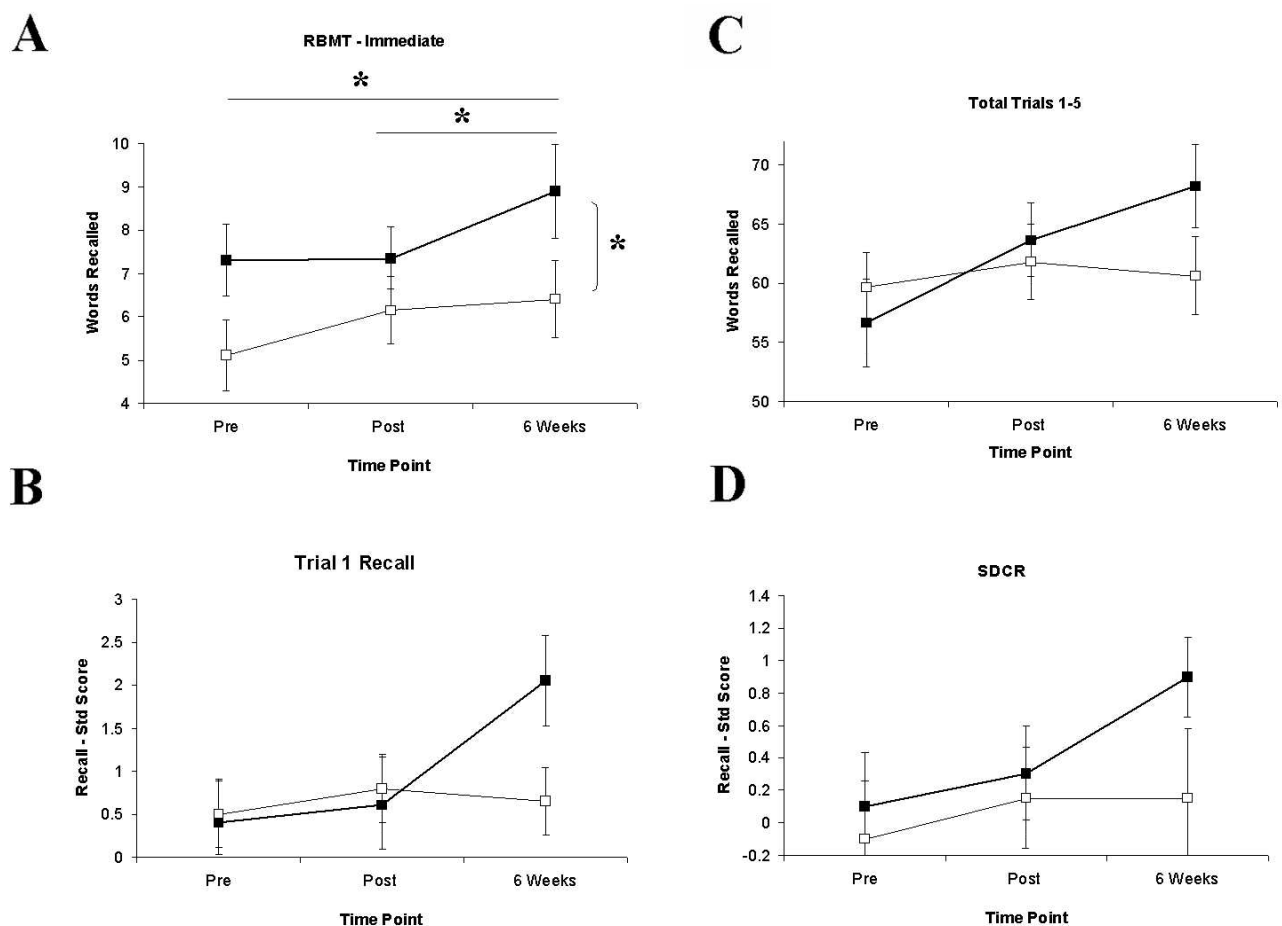 A
RBMT - Immediate
*
*
*
10
9
8
7
6
5
4
Words Recalled
Pre Post 6 Weeks
Time Point
B
Trial 1 Recall
3
2.5
2
1.5
1
0.5
0
Recall - Std Score
Pre Post 6 Weeks
Time Point
C
Total Trials 1-5
70
65
60
55
50
Words Recalled
Pre Post 6 Weeks
Time Point
D
SDCR
1.4
1.2
1
0.8
0.6
0.4
0.2
0
-0.2
Recall - Std Score
Pre Post 6 Weeks
Time Point